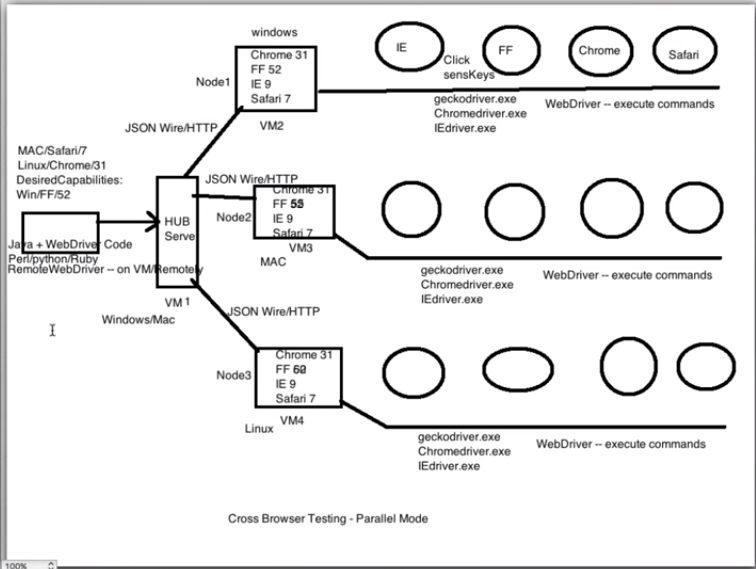 windows
Chrome 31
FF 52
IE 9
Safari 7
Node1
VM2
IE
FF
Chrome
Safari
Click
sensKeys
geckodriver.exe
Chromedriver.exe
IEdriver.exe
WebDriver -- execute commands
JSON Wire/HTTP
MAC/Safari/7
Linux/Chrome/31
DesiredCapabilities:
Win/FF/52
Java + WebDriver Code
Perl/python/Ruby
RemoteWebDriver -- on VM/Remotely
HUB
Serve
VM 1
Windows/Mac
JSON Wire/HTTP
Chrome 31
FF
IE 9
Safari 7
Node2
VM3
MAC
geckodriver.exe
Chromedriver.exe
IEdriver.exe
WebDriver -- execute commands
JSON Wire/HTTP
Chrome 31
FF
IE 9
Safari 7
Node3
VM4
Linux
geckodriver.exe
Chromedriver.exe
IEdriver.exe
WebDriver -- execute commands
Cross Browser Testing - Parallel Mode
100%